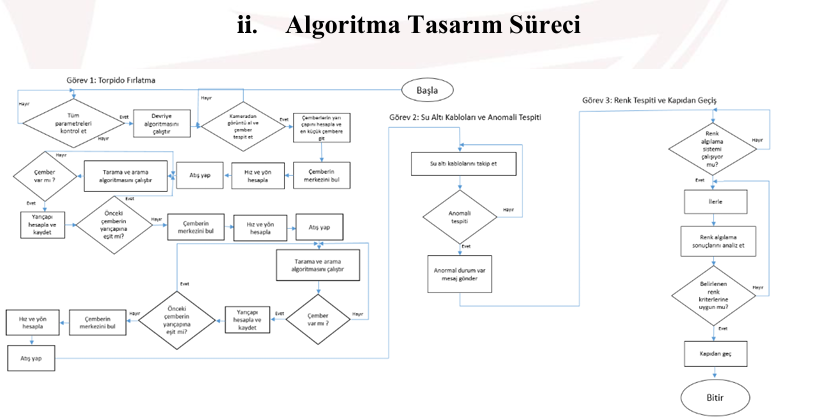 ii. Algoritma Tasarım Süreci
Görev 1: Torpido Fırlatma
Başla
Hayır
Tüm
parametreleri
kontrol et
Hayır
Evet
Devriye
algoritmasını
çalıştır
Hayır
Kameradan
görüntü al ve
çember
tespit et
Evet
Çemberlerin yarı
çapını hesapla ve
en küçük çembere
git
Çemberin
merkezini bul
Hız ve yön
hesapla
Atış yap
Tarama ve arama
algoritmasını çalıştır
Hayır
Çember
var mı ?
Evet
Yarıçapı
hesapla ve
kaydet
Evet
Önceki
çemberin
yarıçapına
eşit mi?
Hayır
Çemberin
merkezini bul
Hız ve yön
hesapla
Atış yap
Tarama ve arama
algoritmasını çalıştır
Çember
var mı ?
Hayır
Evet
Yarıçapı
hesapla ve
kaydet
Evet
Önceki
çemberin
yarıçapına
eşit mi?
Hayır
Çemberin
merkezini bul
Hız ve yön
hesapla
Atış yap
Görev 2: Su Altı Kabloları ve Anomali Tespiti
Su altı kablolarını takip et
Anomali
tespiti
Hayır
Evet
Anormal durum var
mesaj gönder
Görev 3: Renk Tespiti ve Kapıdan Geçiş
Renk
algılama
sistemi
çalışıyor
mu?
Hayır
Evet
İlerle
Renk algılama
sonuçlarını analiz et
Belirlenen
renk
kriterlerine
uygun mu?
Hayır
Evet
Kapıdan geç
Bitir